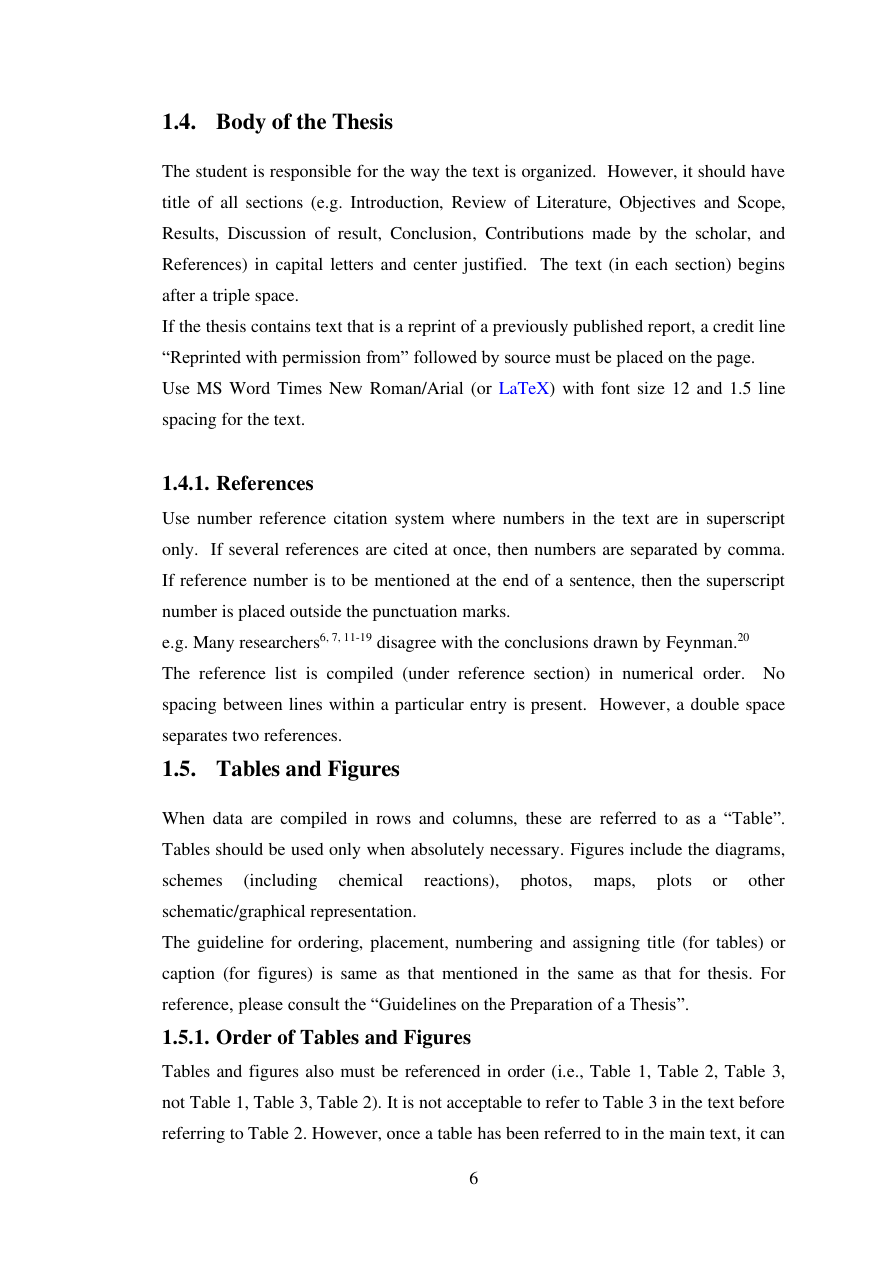 1.4. Body of the Thesis
The student is responsible for the way the text is organized. However, it should have
title of all sections (e.g. Introduction, Review of Literature, Objectives and Scope,
Results, Discussion of result, Conclusion, Contributions made by the scholar, and
References) in capital letters and center justified. The text (in each section) begins
after a triple space.
If the thesis contains text that is a reprint of a previously published report, a credit line
“Reprinted with permission from” followed by source must be placed on the page.
Use MS Word Times New Roman/Arial (or LaTeX) with font size 12 and 1.5 line
spacing for the text.
1.4.1. References
Use number reference citation system where numbers in the text are in superscript
only. If several references are cited at once, then numbers are separated by comma.
If reference number is to be mentioned at the end of a sentence, then the superscript
number is placed outside the punctuation marks.
e.g. Many researchers6, 7, 11-19 disagree with the conclusions drawn by Feynman.20
The reference list is compiled (under reference section) in numerical order. No
spacing between lines within a particular entry is present. However, a double space
separates two references.
1.5. Tables and Figures
When data are compiled in rows and columns, these are referred to as a “Table”.
Tables should be used only when absolutely necessary. Figures include the diagrams,
schemes (including chemical reactions), photos, maps, plots or other
schematic/graphical representation.
The guideline for ordering, placement, numbering and assigning title (for tables) or
caption (for figures) is same as that mentioned in the same as that for thesis. For
reference, please consult the “Guidelines on the Preparation of a Thesis”.
1.5.1. Order of Tables and Figures
Tables and figures also must be referenced in order (i.e., Table 1, Table 2, Table 3,
not Table 1, Table 3, Table 2). It is not acceptable to refer to Table 3 in the text before
referring to Table 2. However, once a table has been referred to in the main text, it can
6